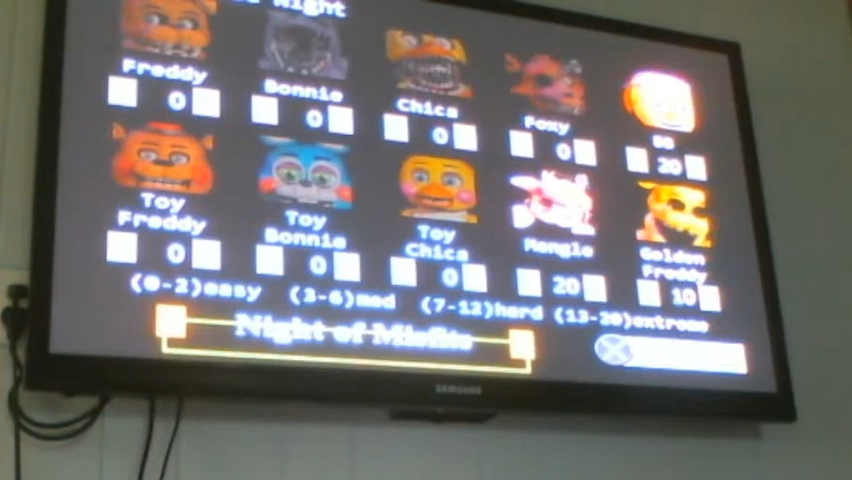 Night
Freddy
Bonnie
Chica
Foxy
BB
0
0
0
0
20
Toy
Freddy
Toy
Bonnie
Toy
Chica
Mangle
Golden
Freddy
0
0
0
20
10
(0-2)easy (3-6)med (7-12)hard (13-20)extreme
Night of Misfits
SAMSUNG